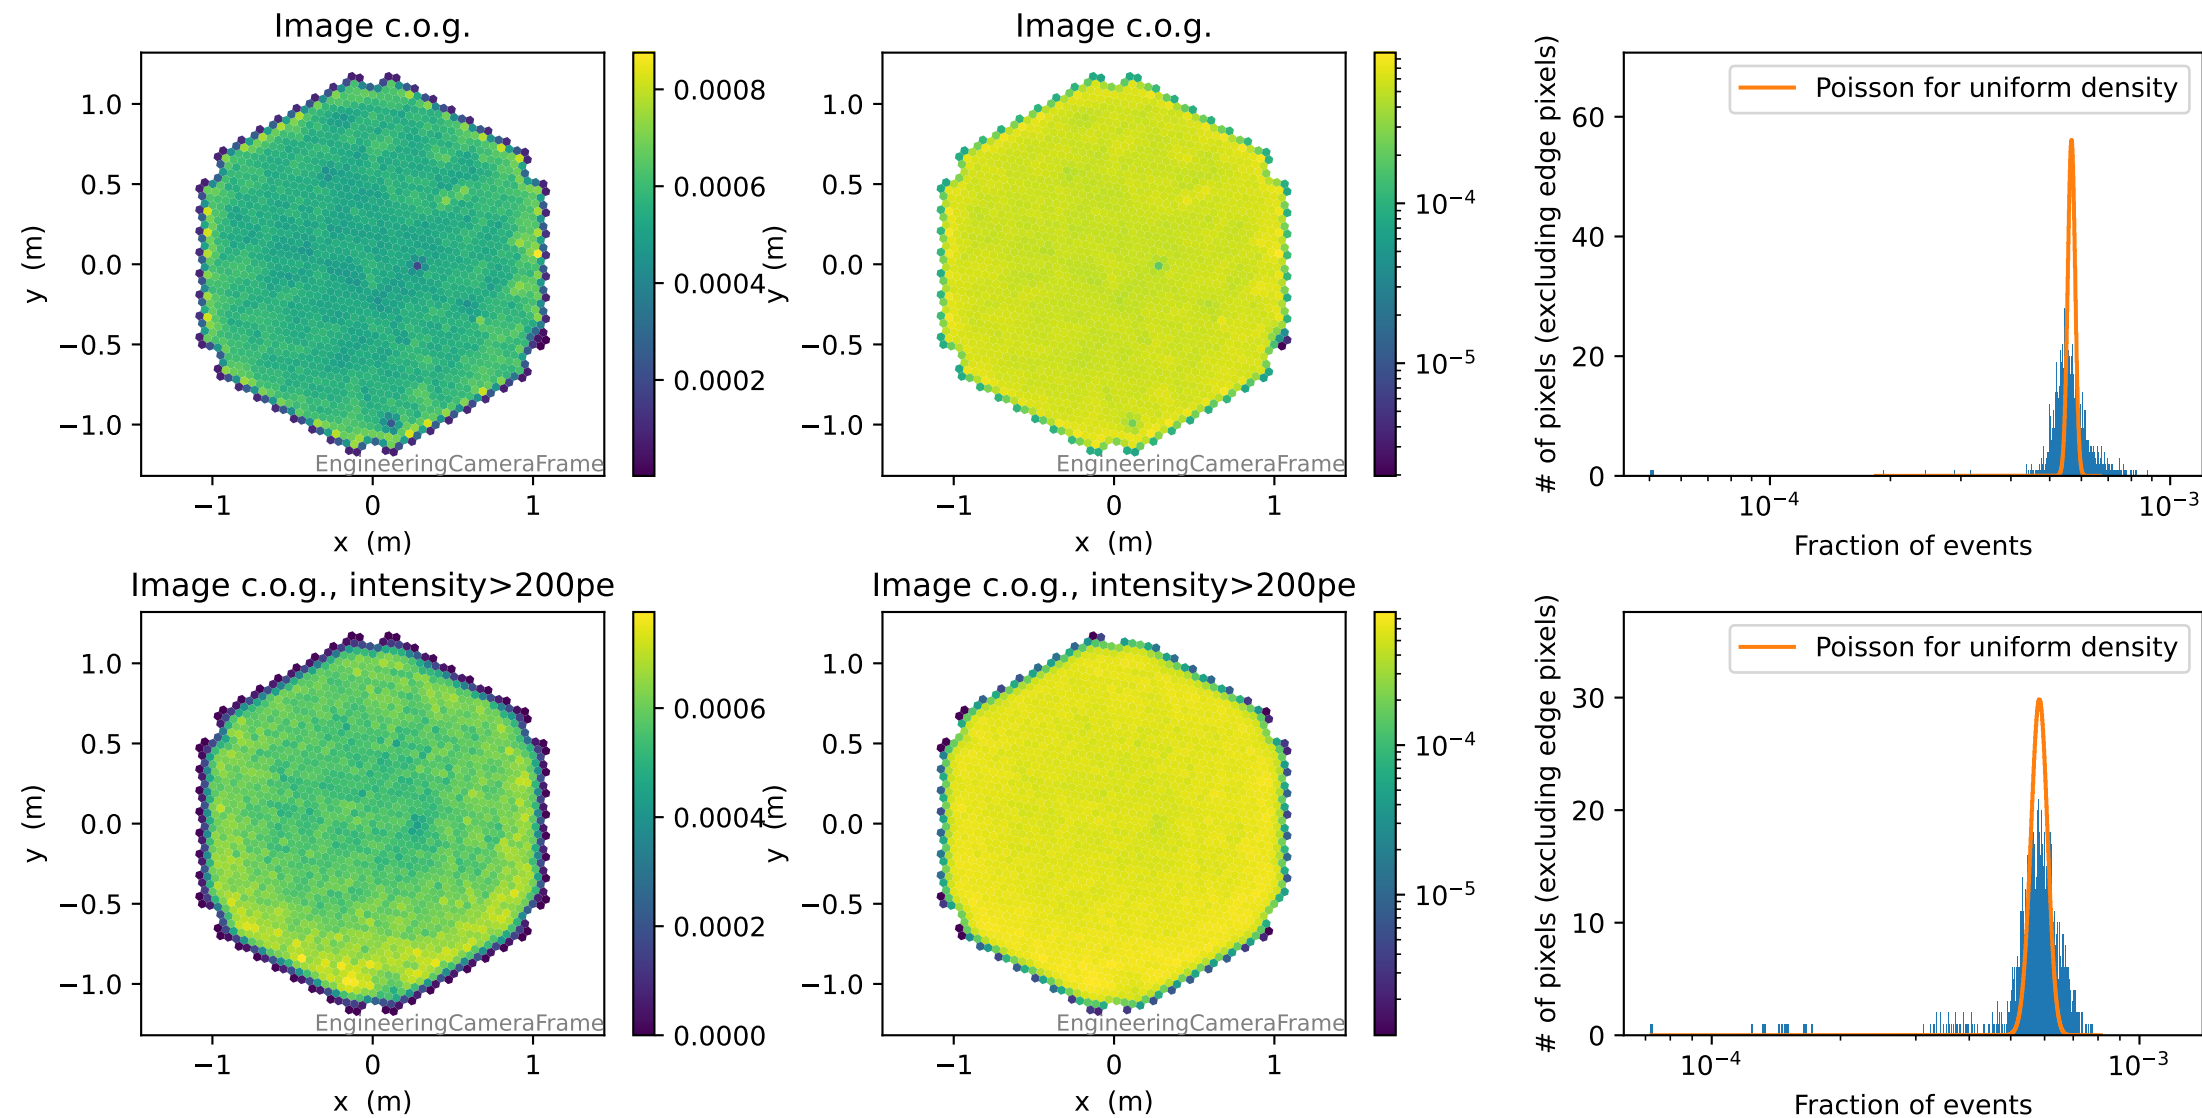 Image c.o.g.
1.0
0.5
0.0
−0.5
−1.0
y (m)
−1
0
1
x (m)
EngineeringCameraFrame
0.0008
0.0006
0.0004
0.0002
Image c.o.g.
1.0
0.5
0.0
−0.5
−1.0
y (m)
−1
0
1
x (m)
EngineeringCameraFrame
10⁻⁴
10⁻⁵
# of pixels (excluding edge pixels)
60
40
20
0
Poisson for uniform density
10⁻⁴
10⁻³
Fraction of events
Image c.o.g., intensity>200pe
1.0
0.5
0.0
−0.5
−1.0
y (m)
−1
0
1
x (m)
EngineeringCameraFrame
0.0006
0.0004
0.0002
0.0000
Image c.o.g., intensity>200pe
1.0
0.5
0.0
−0.5
−1.0
y (m)
−1
0
1
x (m)
EngineeringCameraFrame
10⁻⁴
10⁻⁵
# of pixels (excluding edge pixels)
30
20
10
0
Poisson for uniform density
10⁻⁴
10⁻³
Fraction of events